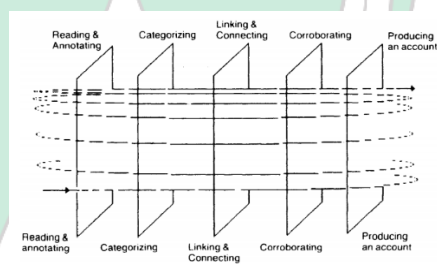 Reading &
Annotating
Categorizing
Linking &
Connecting
Corroborating
Producing
an account
Reading &
annotating
Categorizing
Linking &
Connecting
Corroborating
Producing
an account